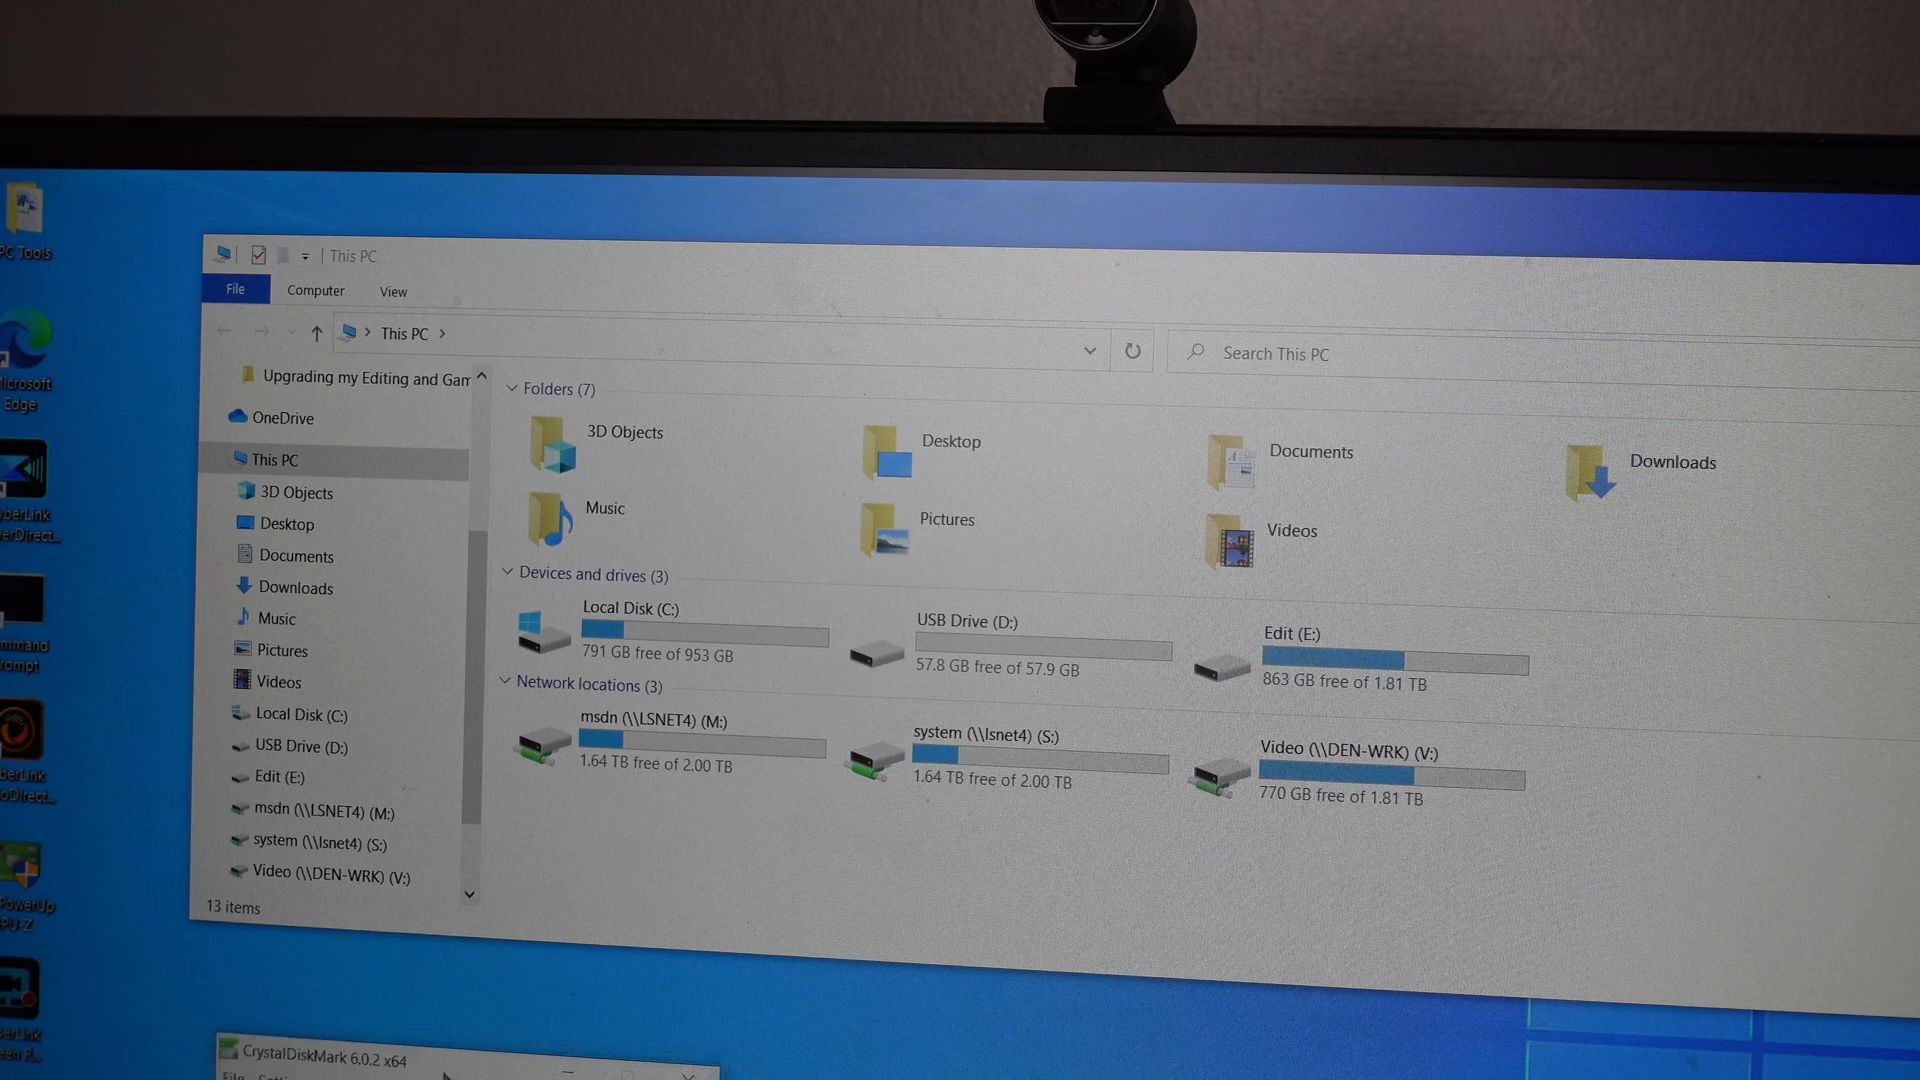 PC Tools
Microsoft
Edge
CyberLink
PowerDirect...
Command
Prompt
CyberLink
PhotoDirect...
TechPowerUp
GPU-Z
CyberLink
Screen R...
This PC
File Computer View
This PC
Search This PC
Upgrading my Editing and Gam
OneDrive
This PC
3D Objects
Desktop
Documents
Downloads
Music
Pictures
Videos
Local Disk (C:)
USB Drive (D:)
Edit (E:)
msdn (\\LSNET4) (M:)
system (\\lsnet4) (S:)
Video (\\DEN-WRK) (V:)
13 items
Folders (7)
3D Objects
Desktop
Documents
Downloads
Music
Pictures
Videos
Devices and drives (3)
Local Disk (C:)
791 GB free of 953 GB
USB Drive (D:)
57.8 GB free of 57.9 GB
Edit (E:)
863 GB free of 1.81 TB
Network locations (3)
msdn (\\LSNET4) (M:)
1.64 TB free of 2.00 TB
system (\\lsnet4) (S:)
1.64 TB free of 2.00 TB
Video (\\DEN-WRK) (V:)
770 GB free of 1.81 TB
CrystalDiskMark 6.0.2 x64
File